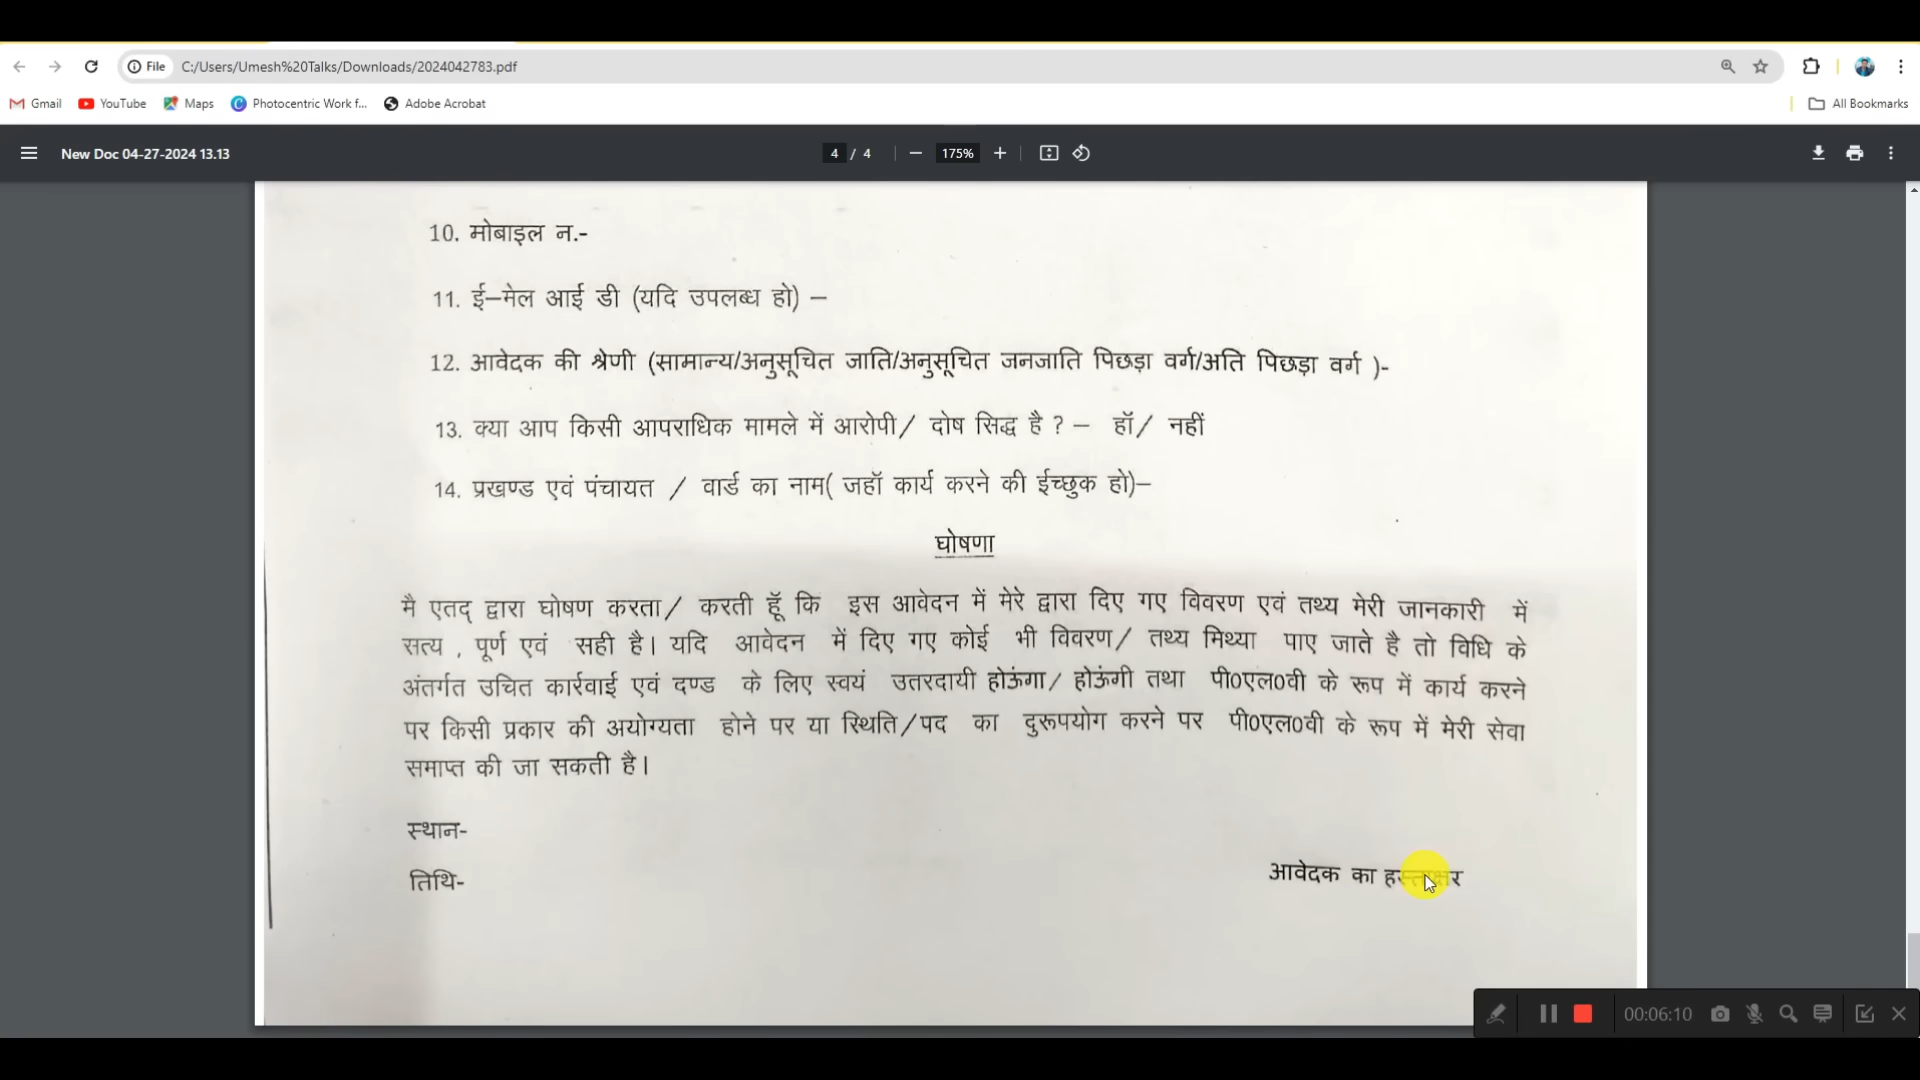 File C:/Users/Umesh%20Talks/Downloads/2024042783.pdf
Gmail YouTube Maps Photocentric Work f... Adobe Acrobat All Bookmarks
New Doc 04-27-2024 13.13 4 / 4 175%
10. मोबाइल न.-
11. ई–मेल आई डी (यदि उपलब्ध हो) –
12. आवेदक की श्रेणी (सामान्य/अनुसूचित जाति/अनुसूचित जनजाति पिछड़ा वर्ग/अति पिछड़ा वर्ग )-
13. क्या आप किसी आपराधिक मामले में आरोपी/ दोष सिद्ध है ? – हॉ/ नहीं
14. प्रखण्ड एवं पंचायत / वार्ड का नाम( जहॉ कार्य करने की ईच्छुक हो)–
घोषणा
मै एतद् द्वारा घोषण करता/ करती हूँ कि इस आवेदन में मेरे द्वारा दिए गए विवरण एवं तथ्य मेरी जानकारी में
सत्य , पूर्ण एवं सही है। यदि आवेदन में दिए गए कोई भी विवरण/ तथ्य मिथ्या पाए जाते है तो विधि के
अंतर्गत उचित कार्रवाई एवं दण्ड के लिए स्वयं उतरदायी होऊंगा/ होऊंगी तथा पी0एल0वी के रूप में कार्य करने
पर किसी प्रकार की अयोग्यता होने पर या स्थिति/पद का दुरूपयोग करने पर पी0एल0वी के रूप में मेरी सेवा
समाप्त की जा सकती है।
स्थान-
तिथि-
आवेदक का हस्ताक्षर
00:06:10